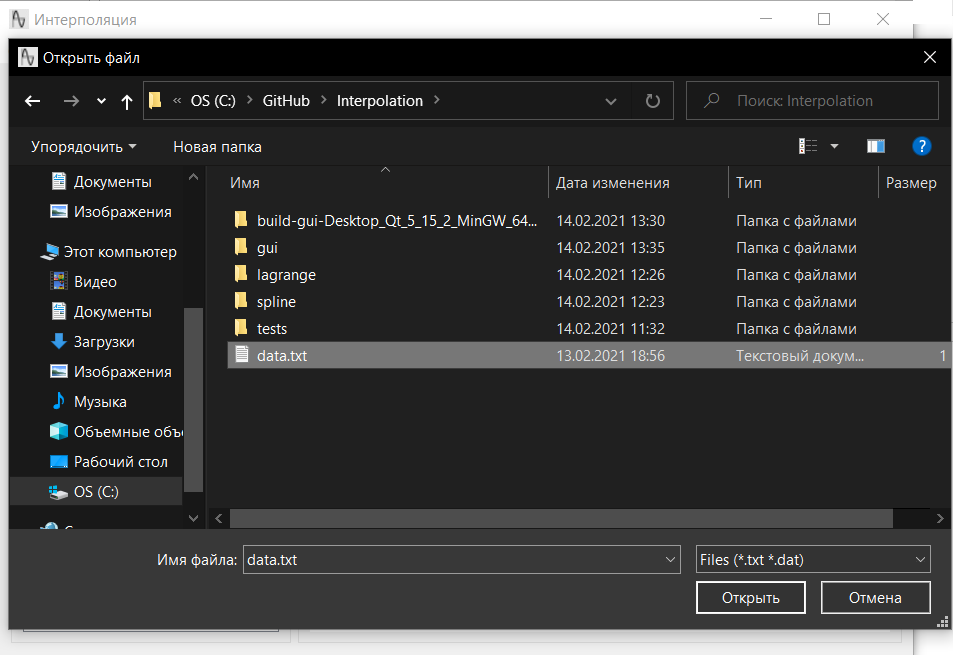 Интерполяция
Открыть файл
« OS (C:) > GitHub > Interpolation >
Поиск: Interpolation
Упорядочить
Новая папка
?
Документы
Изображения
Этот компьютер
Видео
Документы
Загрузки
Изображения
Музыка
Объемные объ
Рабочий стол
OS (C:)
Имя Дата изменения Тип Размер
build-gui-Desktop_Qt_5_15_2_MinGW_64... 14.02.2021 13:30 Папка с файлами
gui 14.02.2021 13:35 Папка с файлами
lagrange 14.02.2021 12:26 Папка с файлами
spline 14.02.2021 12:23 Папка с файлами
tests 14.02.2021 11:32 Папка с файлами
data.txt 13.02.2021 18:56 Текстовый докум... 1
Имя файла: data.txt Files (*.txt *.dat)
Открыть Отмена